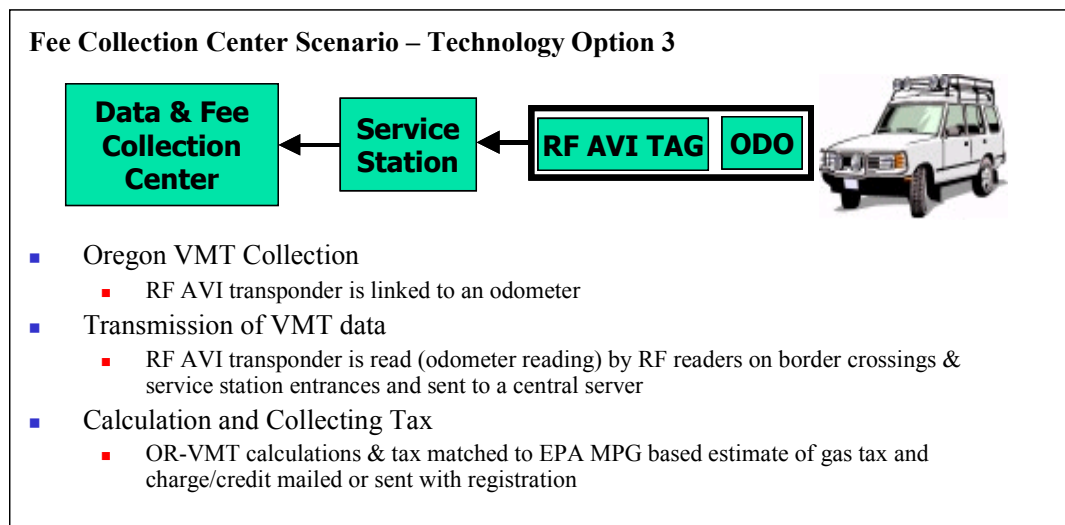 Fee Collection Center Scenario – Technology Option 3
Data & Fee
Collection
Center
Service
Station
RF AVI TAG
ODO
Oregon VMT Collection
RF AVI transponder is linked to an odometer
Transmission of VMT data
RF AVI transponder is read (odometer reading) by RF readers on border crossings &
service station entrances and sent to a central server
Calculation and Collecting Tax
OR-VMT calculations & tax matched to EPA MPG based estimate of gas tax and
charge/credit mailed or sent with registration